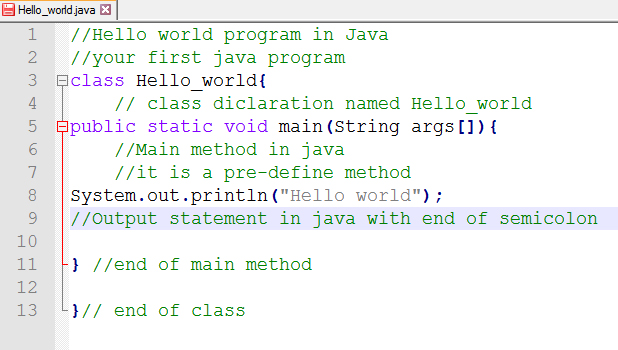 Hello_world.java
1 //Hello world program in Java
2 //your first java program
3 class Hello_world{
4 // class diclaration named Hello_world
5 public static void main(String args[]){
6 //Main method in java
7 //it is a pre-define method
8 System.out.println("Hello world");
9 //Output statement in java with end of semicolon
10
11 } //end of main method
12
13 }// end of class